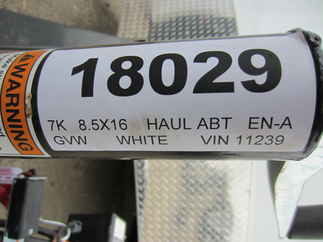 18029
7K 8.5X16 HAUL ABT EN-A
GVW WHITE VIN 11239
WARNING